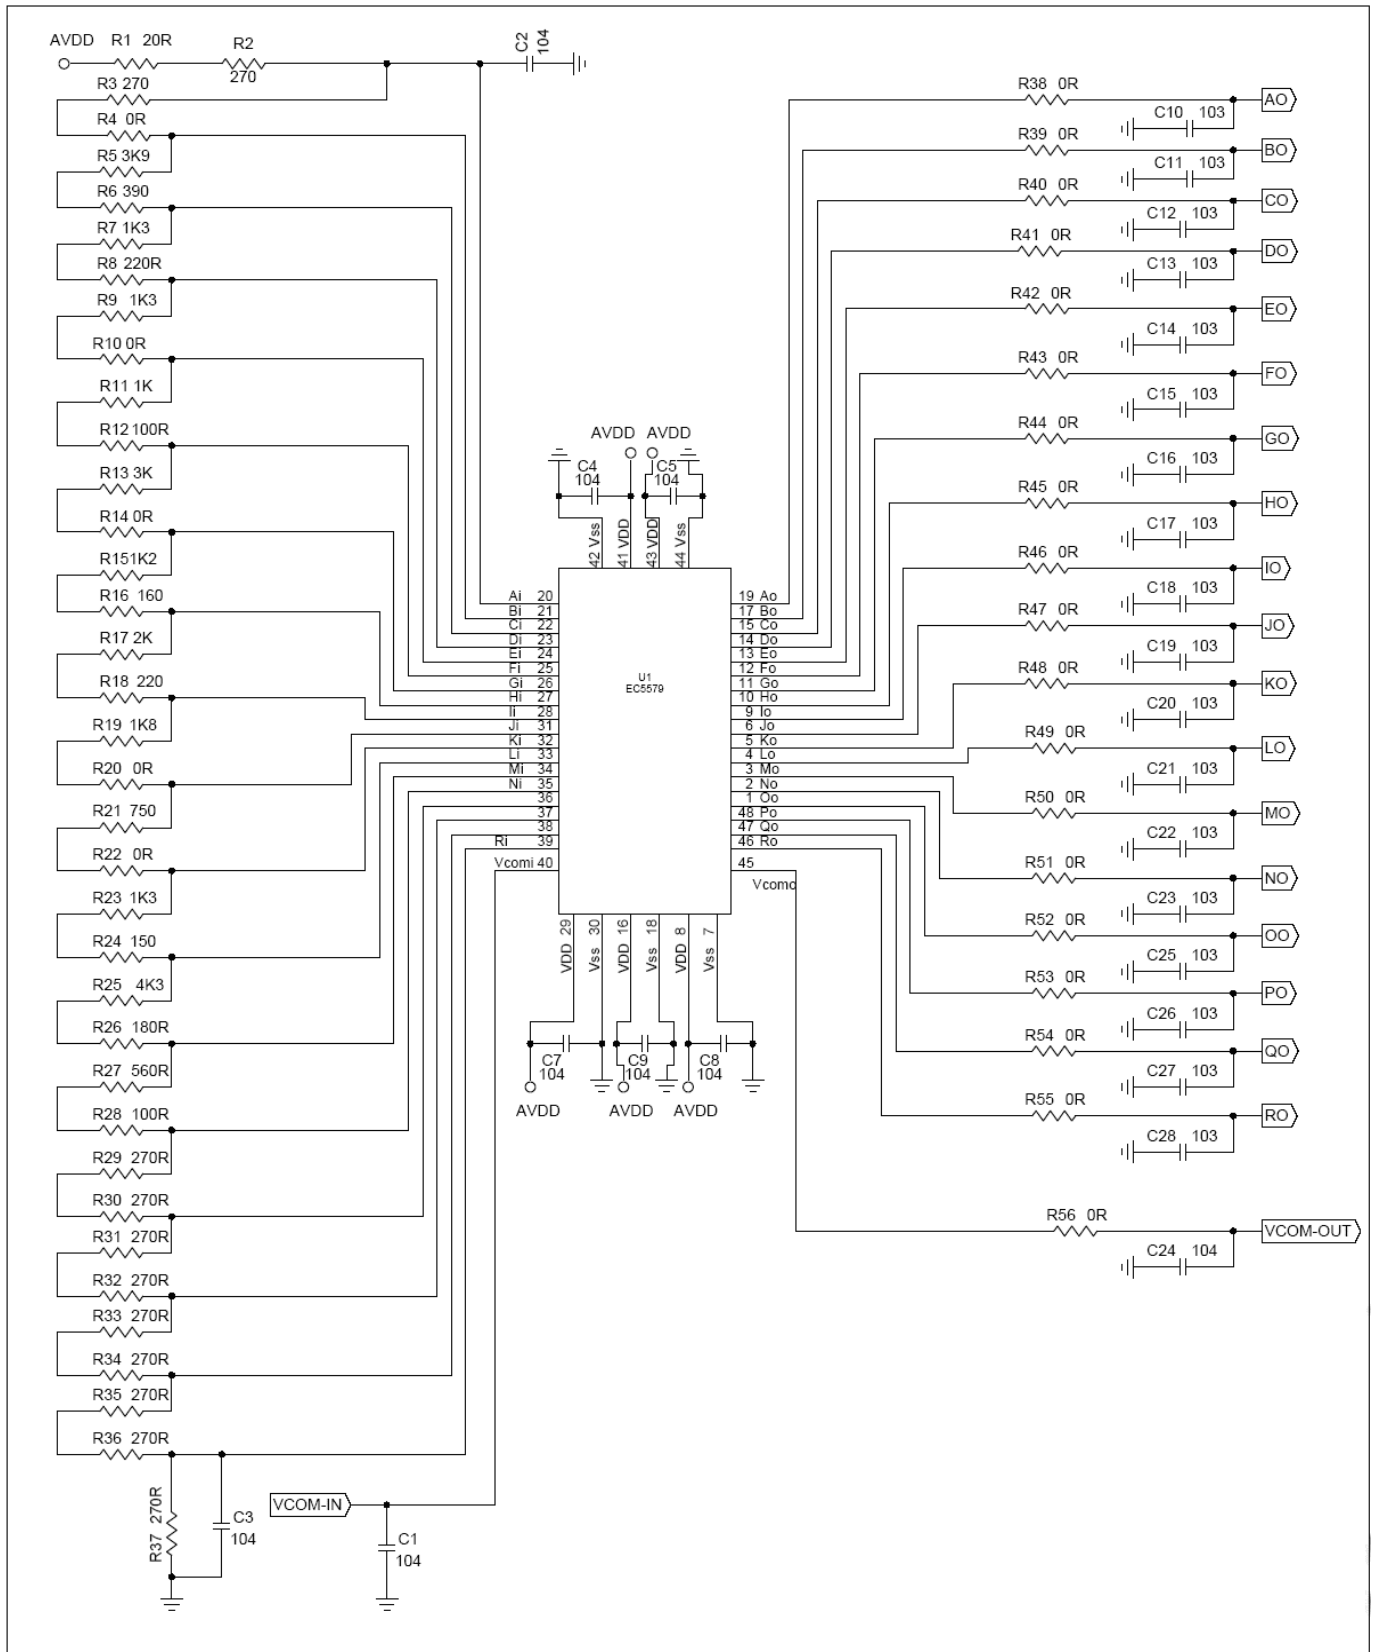 AVDD R1 20R R2
270
C2
104
R3 270
R4 0R
R5 3K9
R6 390
R7 1K3
R8 220R
R9 1K3
R10 0R
R11 1K
R12 100R
R13 3K
R14 0R
R15 1K2
R16 160
R17 2K
R18 220
R19 1K8
R20 0R
R21 750
R22 0R
R23 1K3
R24 150
R25 4K3
R26 180R
R27 560R
R28 100R
R29 270R
R30 270R
R31 270R
R32 270R
R33 270R
R34 270R
R35 270R
R36 270R
R37 270R
C3
104
VCOM-IN
C1
104
AVDD AVDD
C4
104
C5
104
42 Vss
41 VDD
43 VDD
44 Vss
Ai 20
Bi 21
Ci 22
Di 23
Ei 24
Fi 25
Gi 26
Hi 27
Ii 28
Ji 31
Ki 32
Li 33
Mi 34
Ni 35
36
37
38
Ri 39
Vcomi 40
U1
EC5579
19 Ao
17 Bo
15 Co
14 Do
13 Eo
12 Fo
11 Go
10 Ho
9 Io
6 Jo
5 Ko
4 Lo
3 Mo
2 No
1 Oo
48 Po
47 Qo
46 Ro
45
Vcomo
VDD 29
Vss 30
VDD 16
Vss 18
VDD 8
Vss 7
C7
104
C9
104
C8
104
AVDD AVDD AVDD
R38 0R
C10 103
AO
R39 0R
C11 103
BO
R40 0R
C12 103
CO
R41 0R
C13 103
DO
R42 0R
C14 103
EO
R43 0R
C15 103
FO
R44 0R
C16 103
GO
R45 0R
C17 103
HO
R46 0R
C18 103
IO
R47 0R
C19 103
JO
R48 0R
C20 103
KO
R49 0R
C21 103
LO
R50 0R
C22 103
MO
R51 0R
C23 103
NO
R52 0R
C25 103
OO
R53 0R
C26 103
PO
R54 0R
C27 103
QO
R55 0R
C28 103
RO
R56 0R
C24 104
VCOM-OUT